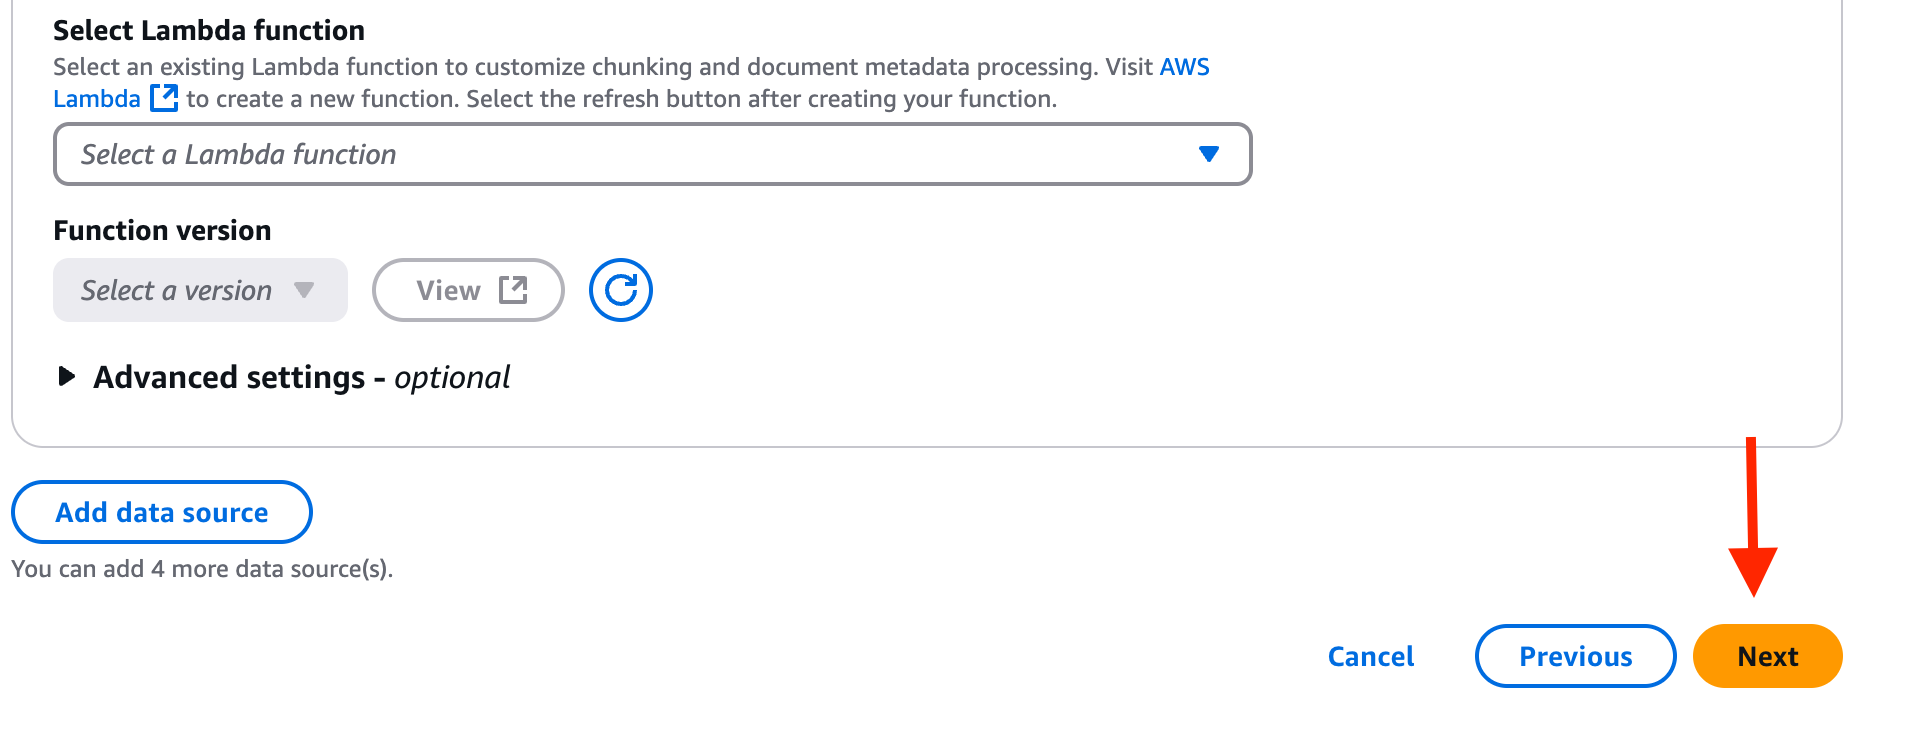 Select Lambda function
Select an existing Lambda function to customize chunking and document metadata processing. Visit AWS
Lambda to create a new function. Select the refresh button after creating your function.
Select a Lambda function
Function version
Select a version View
Advanced settings - optional
Add data source
You can add 4 more data source(s).
Cancel Previous Next